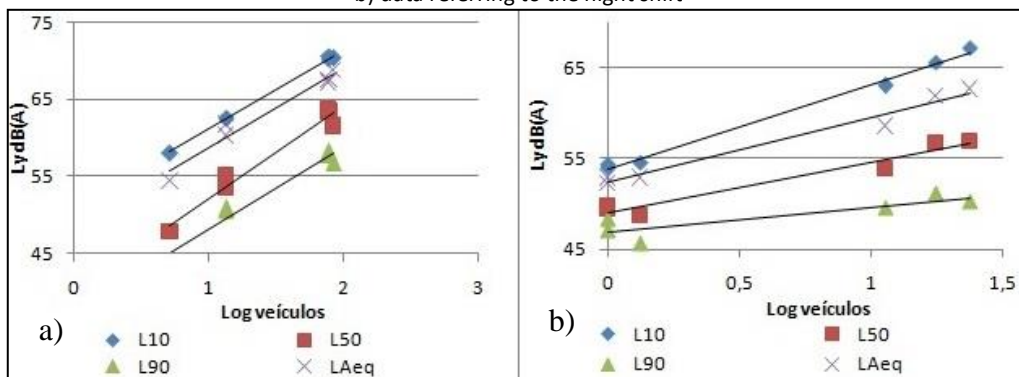 b) data referring to the night shift
75
65
55
45
LydB(A)
0
1
2
3
Log veículos
a)
L10
L50
L90
LAeq
65
55
45
LydB(A)
0
0,5
1
1,5
Log veículos
b)
L10
L50
L90
LAeq